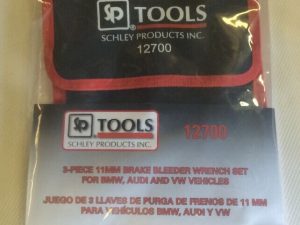 SP TOOLS
SCHLEY PRODUCTS INC.
12700
SP TOOLS
SCHLEY PRODUCTS INC.
12700
3-PIECE 11MM BRAKE BLEEDER WRENCH SET
FOR BMW, AUDI AND VW VEHICLES
JUEGO DE 3 LLAVES DE PURGA DE FRENOS DE 11 MM
PARA VEHÍCULOS BMW, AUDI Y VW